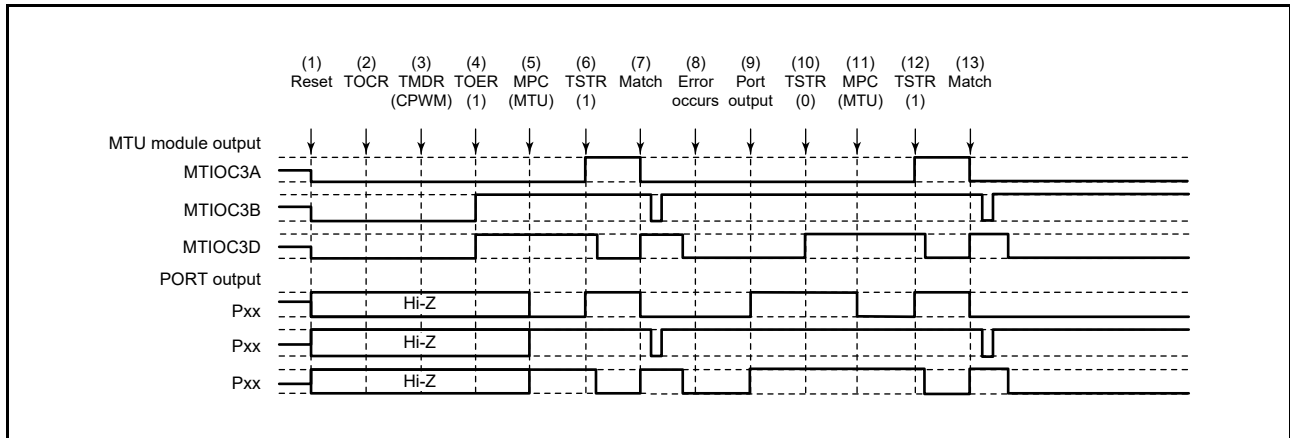 (1) (2) (3) (4) (5) (6) (7) (8) (9) (10) (11) (12) (13)
Reset TOCR TMDR TOER MPC TSTR Match Error Port TSTR MPC TSTR Match
(CPWM) (1) (MTU) (1) occurs output (0) (MTU) (1)
MTU module output
MTIOC3A
MTIOC3B
MTIOC3D
PORT output
Pxx Hi-Z
Pxx Hi-Z
Pxx Hi-Z